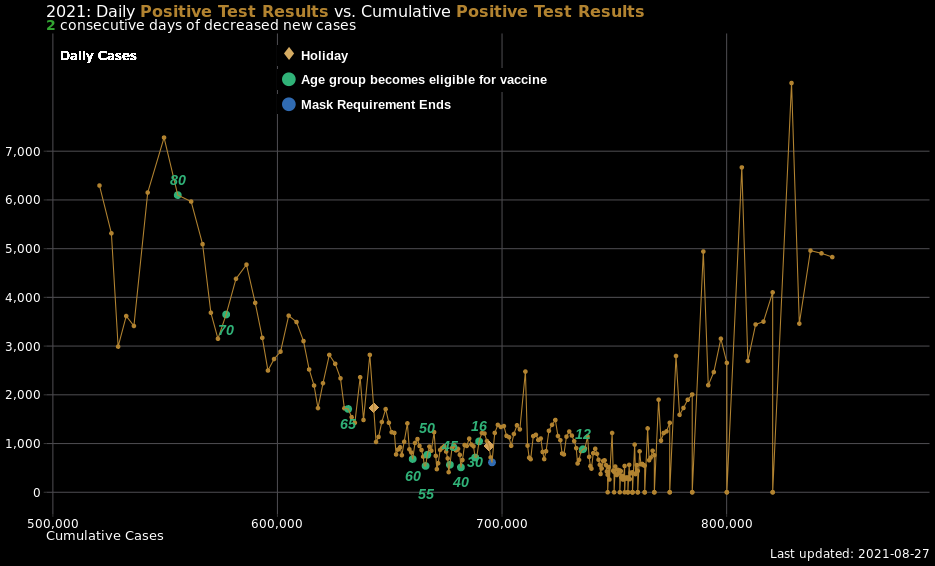 2021: Daily Positive Test Results vs. Cumulative Positive Test Results
2 consecutive days of decreased new cases
Daily Cases
Holiday
Age group becomes eligible for vaccine
Mask Requirement Ends
7,000
6,000
5,000
4,000
3,000
2,000
1,000
0
80
70
65
60
50
55
45
40
30
16
12
500,000 600,000 700,000 800,000
Cumulative Cases
Last updated: 2021-08-27